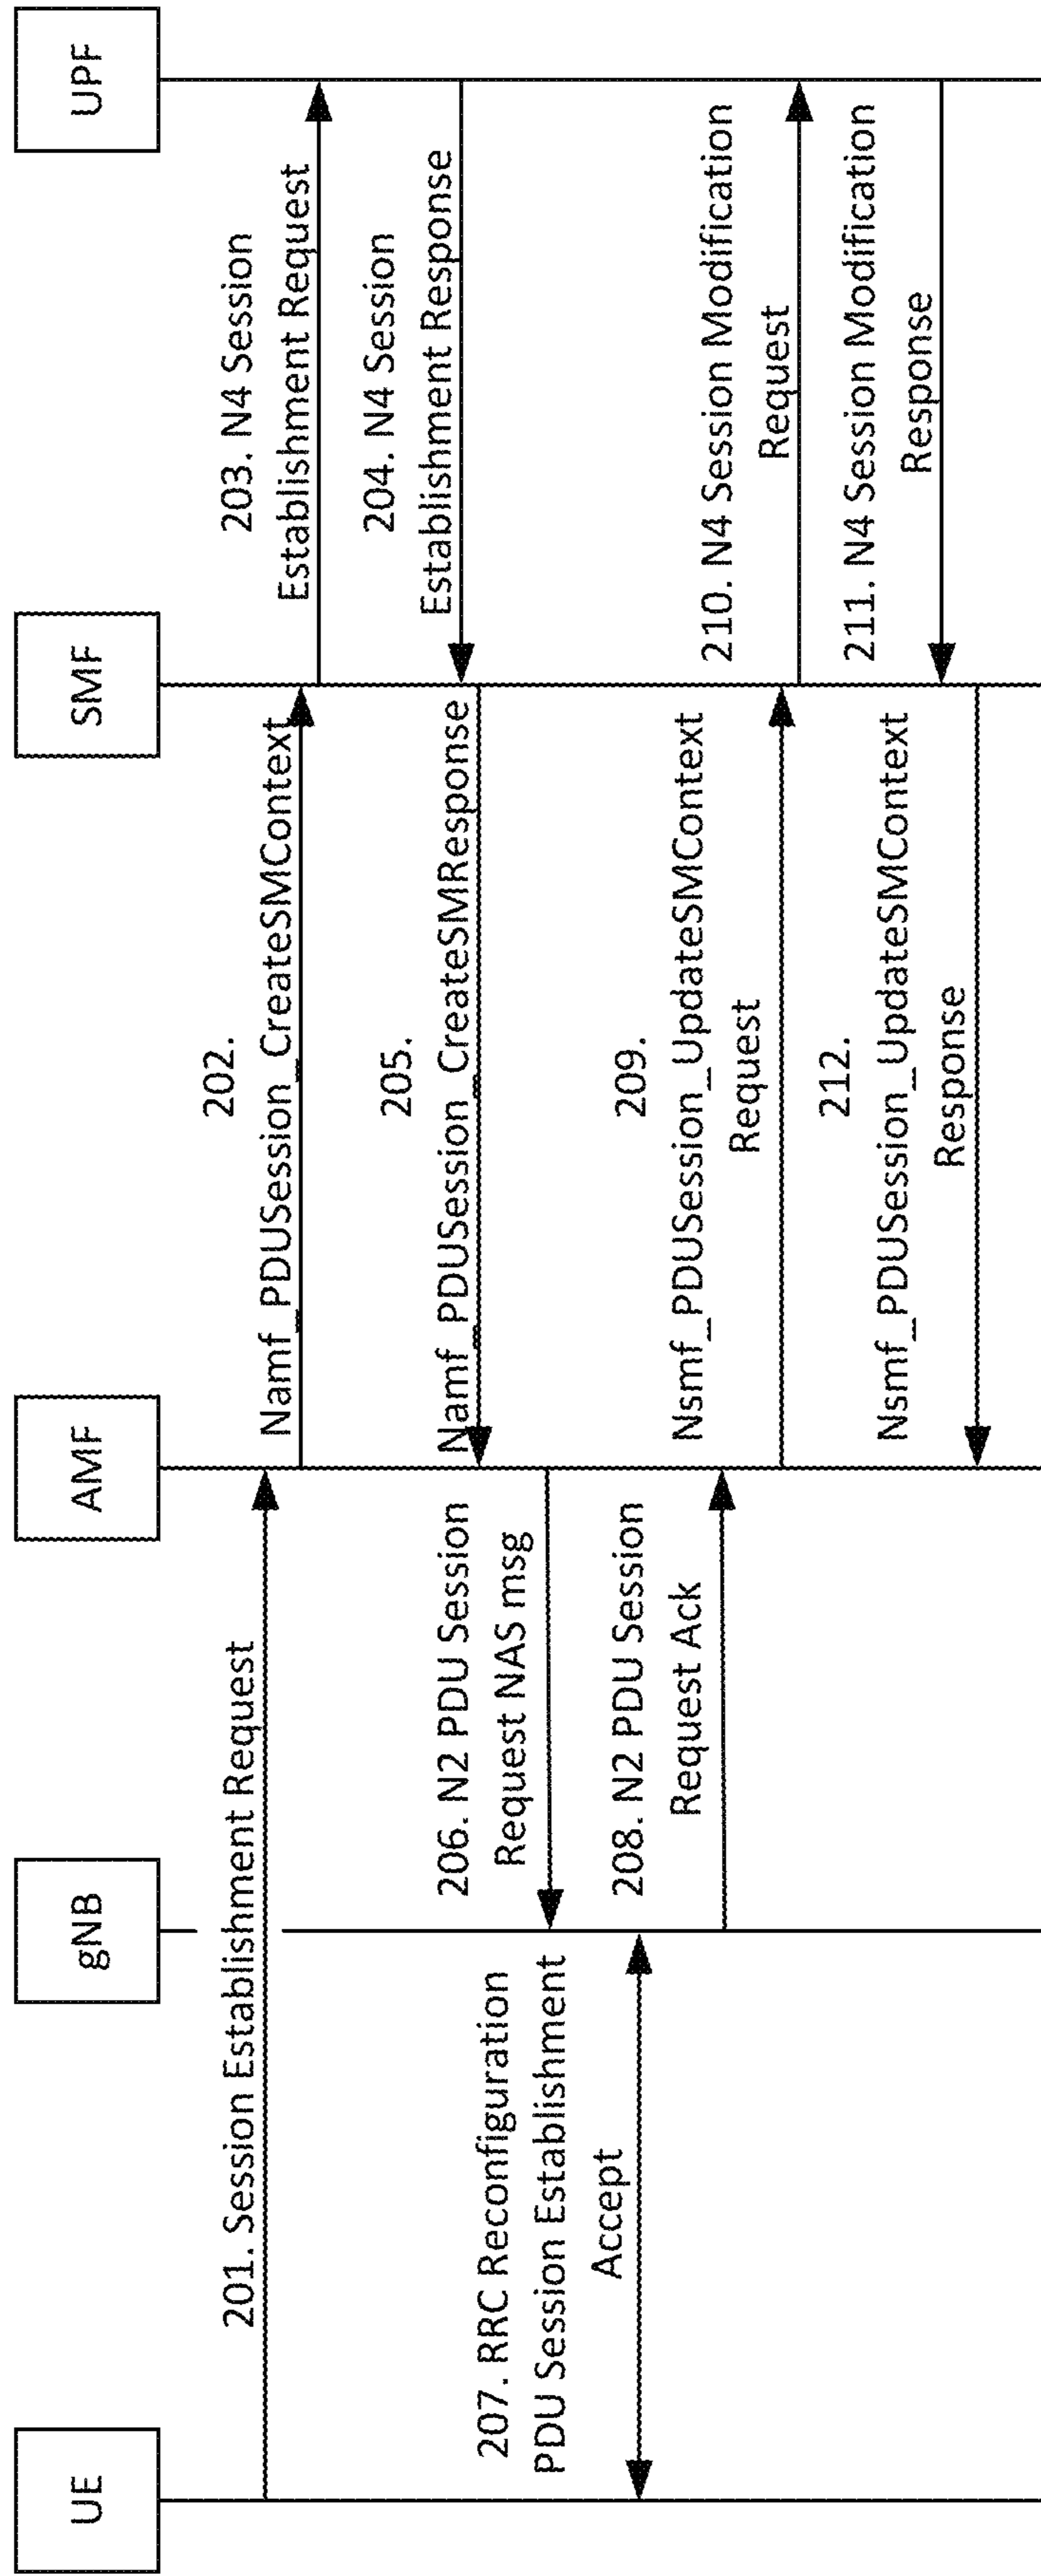 UE
gNB
AMF
SMF
UPF
201. Session Establishment Request
202.
Namf_PDUSession_CreateSMContext
203. N4 Session
Establishment Request
204. N4 Session
Establishment Response
205.
Namf_PDUSession_CreateSMResponse
206. N2 PDU Session
Request NAS msg
207. RRC Reconfiguration
PDU Session Establishment
Accept
208. N2 PDU Session
Request Ack
209.
Nsmf_PDUSession_UpdateSMContext
Request
210. N4 Session Modification
Request
211. N4 Session Modification
Response
212.
Nsmf_PDUSession_UpdateSMContext
Response